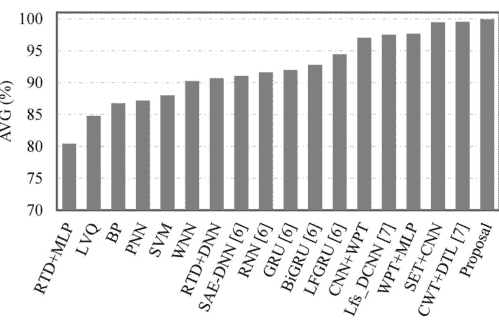 100
95
90
85
80
75
70
AVG (%)
RTD+MLP
LVQ
BP
PNN
SVM
WNN
RTD+DNN
SAE-DNN [6]
RNN [6]
GRU [6]
BiGRU [6]
LFGRU [6]
CNN+WPT
Lfs_DCNN [7]
WPT+MLP
SET+CNN
CWT+DTL [7]
Proposal